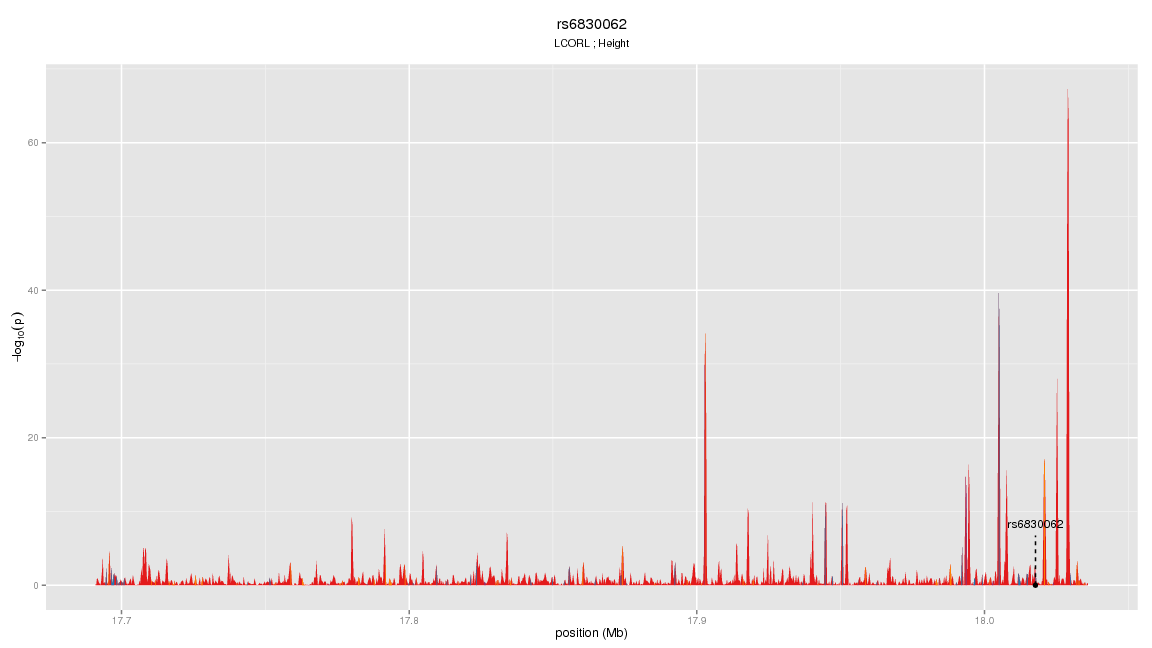 rs6830062
LCORL ; Height
60
40
20
0
−log₁₀(p)
rs6830062
17.7
17.8
17.9
18.0
position (Mb)